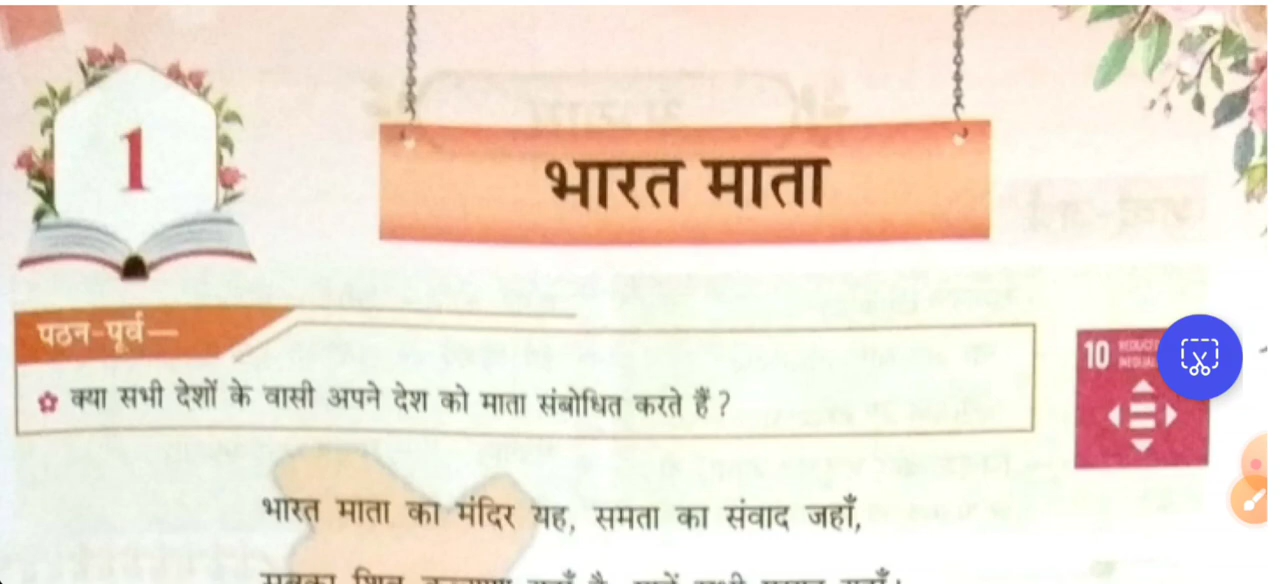 1
भारत माता
पठन-पूर्व—
क्या सभी देशों के वासी अपने देश को माता संबोधित करते हैं ?
10
भारत माता का मंदिर यह, समता का संवाद जहाँ,